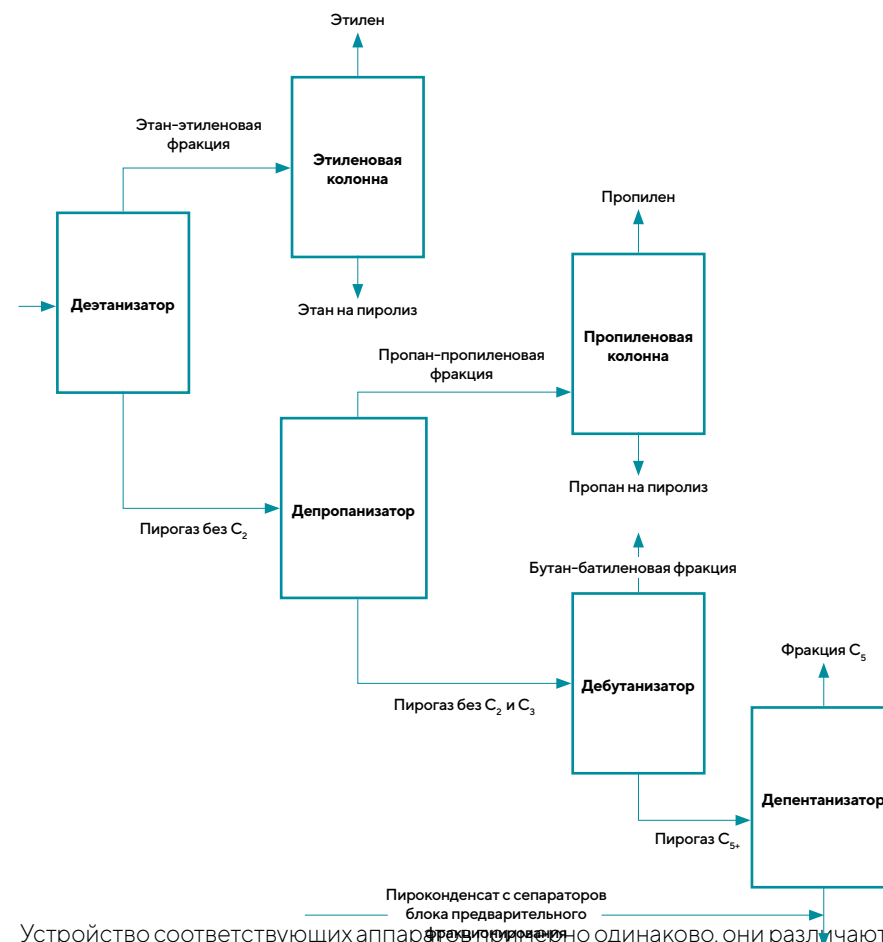 Этилен
Этан-этиленовая
фракция
Этиленовая
колонна
Пропилен
Деэтанизатор
Этан на пиролиз
Пропан-пропиленовая
фракция
Пропиленовая
колонна
Пропан на пиролиз
Депропанизатор
Пирогаз без C₂
Бутан-батиленовая фракция
Фракция C₅
Дебутанизатор
Пирогаз без C₂ и C₃
Депентанизатор
Пирогаз C₅₊
Пироконденсат с сепараторов
блока предварительного
фракционирования
Устройство соответствующих аппаратов примерно одинаково, они различают